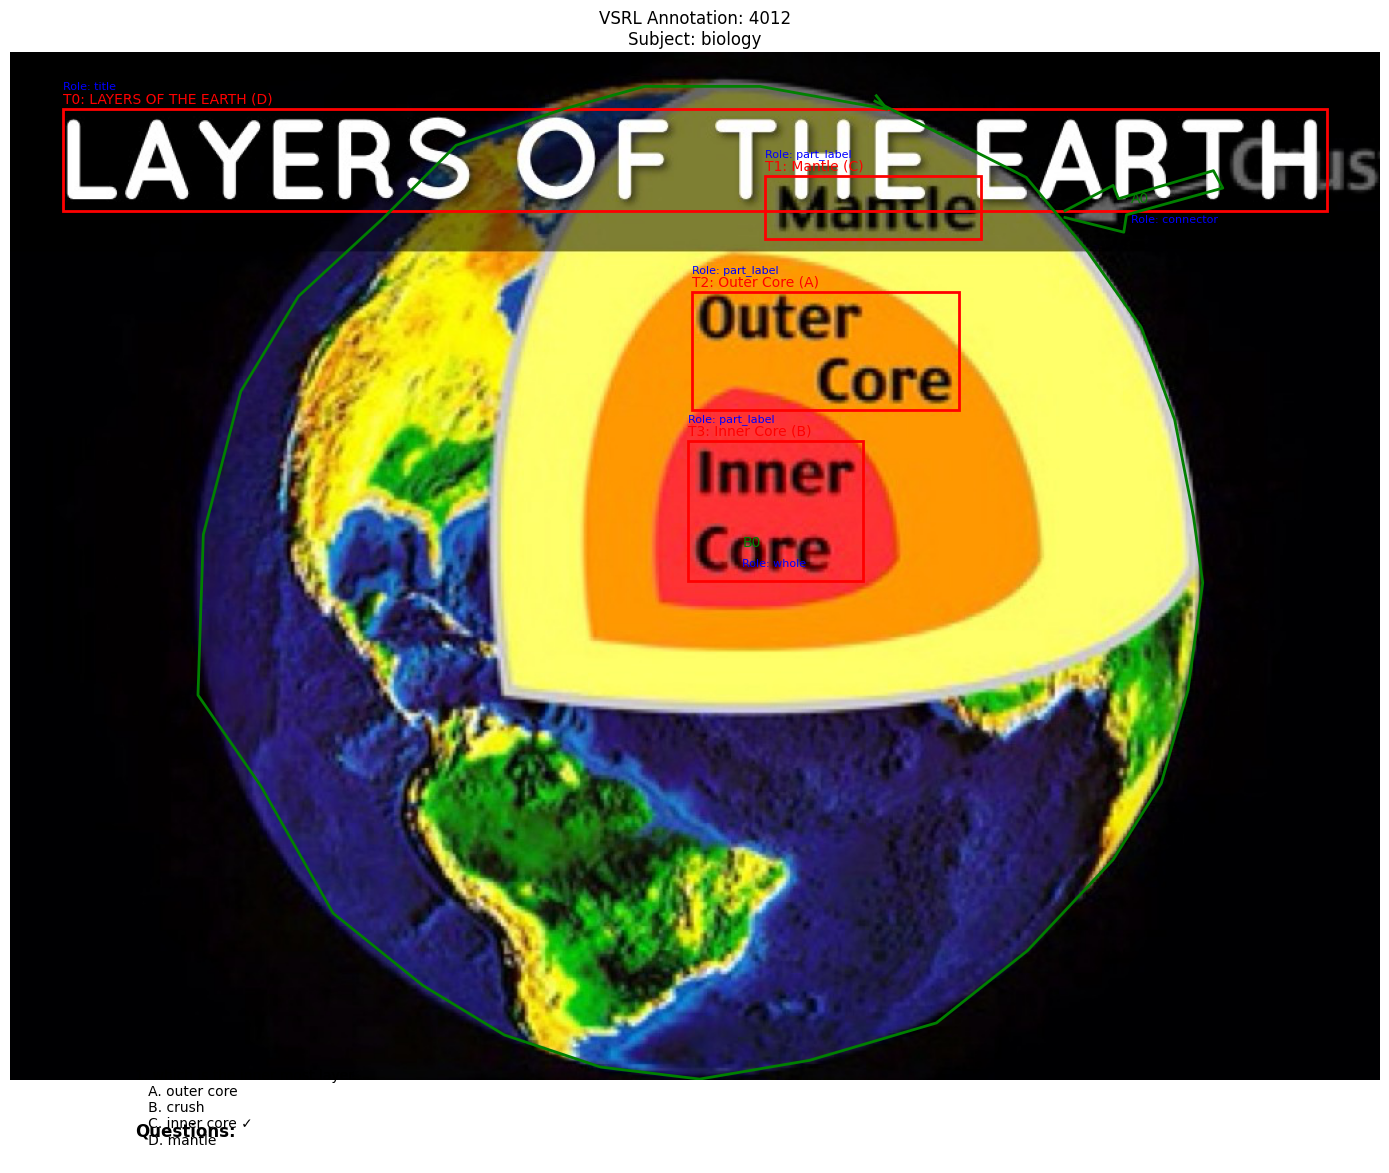 VSRL Annotation: 4012
Subject: biology
Role: title
T0: LAYERS OF THE EARTH (D)
LAYERS OF THE EARTH
Crus
Role: part_label
T1: Mantle (C)
Mantle
Role: connector
Role: part_label
T2: Outer Core (A)
Outer
Core
Role: part_label
T3: Inner Core (B)
Inner
Core
B0
Role: whole
A. outer core
B. crush
C. inner core ✓
Questions:
D. mantle